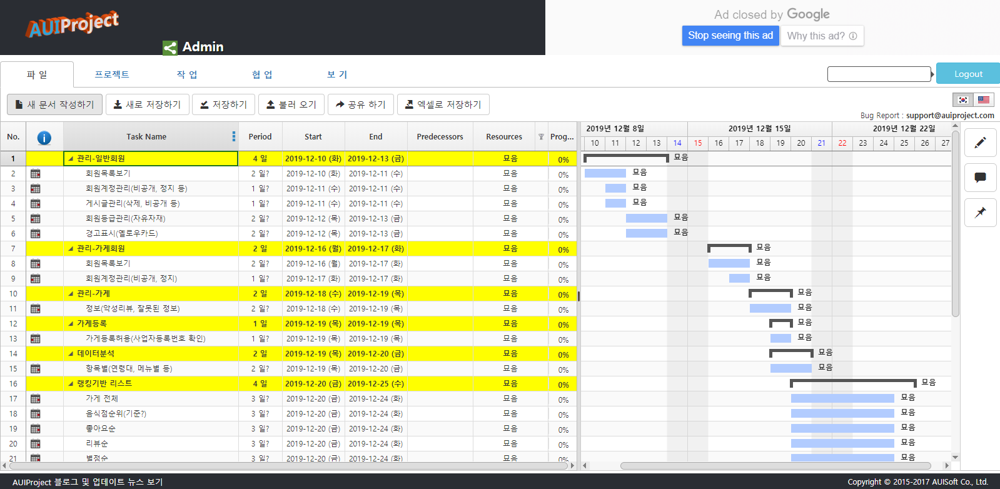 AUIProject
Admin
Ad closed by Google
Stop seeing this ad
Why this ad?
파 일
프로젝트
작 업
협 업
보 기
Logout
새 문서 작성하기
새로 저장하기
저장하기
불러 오기
공유 하기
엑셀로 저장하기
Bug Report : support@auiproject.com
No. Task Name Period Start End Predecessors Resources Prog...
2019년 12월 8일 2019년 12월 15일 2019년 12월 22일
10 11 12 13 14 15 16 17 18 19 20 21 22 23 24 25 26 27
1 관리-일반회원 4 일 2019-12-10 (화) 2019-12-13 (금) 묘음 0% 묘음
2 회원목록보기 2 일? 2019-12-10 (화) 2019-12-11 (수) 묘음 0% 묘음
3 회원계정관리(비공개, 정지 등) 1 일? 2019-12-11 (수) 2019-12-11 (수) 묘음 0% 묘음
4 게시글관리(삭제, 비공개 등) 1 일? 2019-12-11 (수) 2019-12-11 (수) 묘음 0% 묘음
5 회원등급관리(자유자재) 2 일? 2019-12-12 (목) 2019-12-13 (금) 묘음 0% 묘음
6 경고표시(옐로우카드) 2 일? 2019-12-12 (목) 2019-12-13 (금) 묘음 0% 묘음
7 관리-가게회원 2 일 2019-12-16 (월) 2019-12-17 (화) 묘음 0% 묘음
8 회원목록보기 2 일? 2019-12-16 (월) 2019-12-17 (화) 묘음 0% 묘음
9 회원계정관리(비공개, 정지) 1 일? 2019-12-17 (화) 2019-12-17 (화) 묘음 0% 묘음
10 관리-가게 2 일 2019-12-18 (수) 2019-12-19 (목) 묘음 0% 묘음
11 정보(악성리뷰, 잘못된 정보) 2 일? 2019-12-18 (수) 2019-12-19 (목) 묘음 0% 묘음
12 가게등록 1 일 2019-12-19 (목) 2019-12-19 (목) 묘음 0% 묘음
13 가게등록허용(사업자등록번호 확인) 1 일? 2019-12-19 (목) 2019-12-19 (목) 묘음 0% 묘음
14 데이터분석 2 일 2019-12-19 (목) 2019-12-20 (금) 묘음 0% 묘음
15 항목별(연령대, 메뉴별 등) 2 일? 2019-12-19 (목) 2019-12-20 (금) 묘음 0% 묘음
16 랭킹기반 리스트 4 일 2019-12-20 (금) 2019-12-25 (수) 묘음 0% 묘음
17 가게 전체 3 일? 2019-12-20 (금) 2019-12-24 (화) 묘음 0% 묘음
18 음식점순위(기준?) 3 일? 2019-12-20 (금) 2019-12-24 (화) 묘음 0% 묘음
19 좋아요순 3 일? 2019-12-20 (금) 2019-12-24 (화) 묘음 0% 묘음
20 리뷰순 3 일? 2019-12-20 (금) 2019-12-24 (화) 묘음 0% 묘음
21 별점순 3 일? 2019-12-20 (금) 2019-12-24 (화) 묘음 0% 묘음
AUIProject 블로그 및 업데이트 뉴스 보기
Copyright © 2015-2017 AUISoft Co., Ltd.